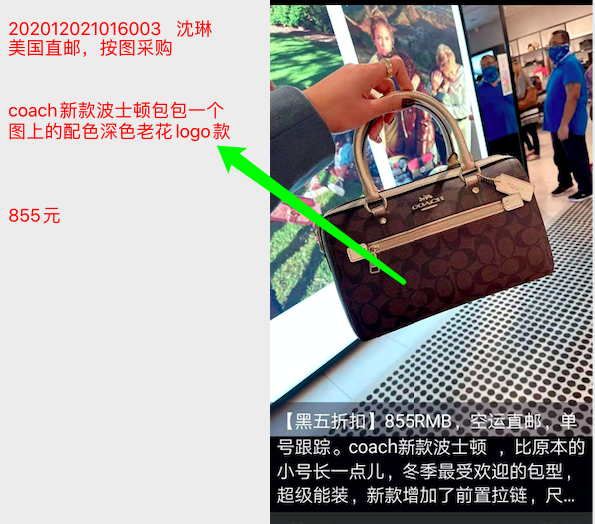 202012021016003 沈琳
美国直邮，按图采购
coach新款波士顿包包一个
图上的配色深色老花logo款
855元
COACH
【黑五折扣】855RMB，空运直邮，单
号跟踪。coach新款波士顿 ，比原本的
小号长一点儿，冬季最受欢迎的包型，
超级能装，新款增加了前置拉链，尺...